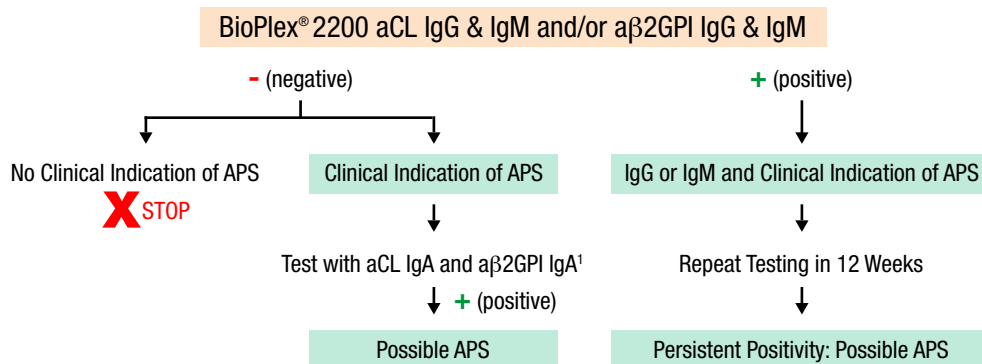 BioPlex® 2200 aCL IgG & IgM and/or aβ2GPI IgG & IgM
- (negative)
+ (positive)
No Clinical Indication of APS
X STOP
Clinical Indication of APS
IgG or IgM and Clinical Indication of APS
Test with aCL IgA and aβ2GPI IgA¹
Repeat Testing in 12 Weeks
+ (positive)
Possible APS
Persistent Positivity: Possible APS